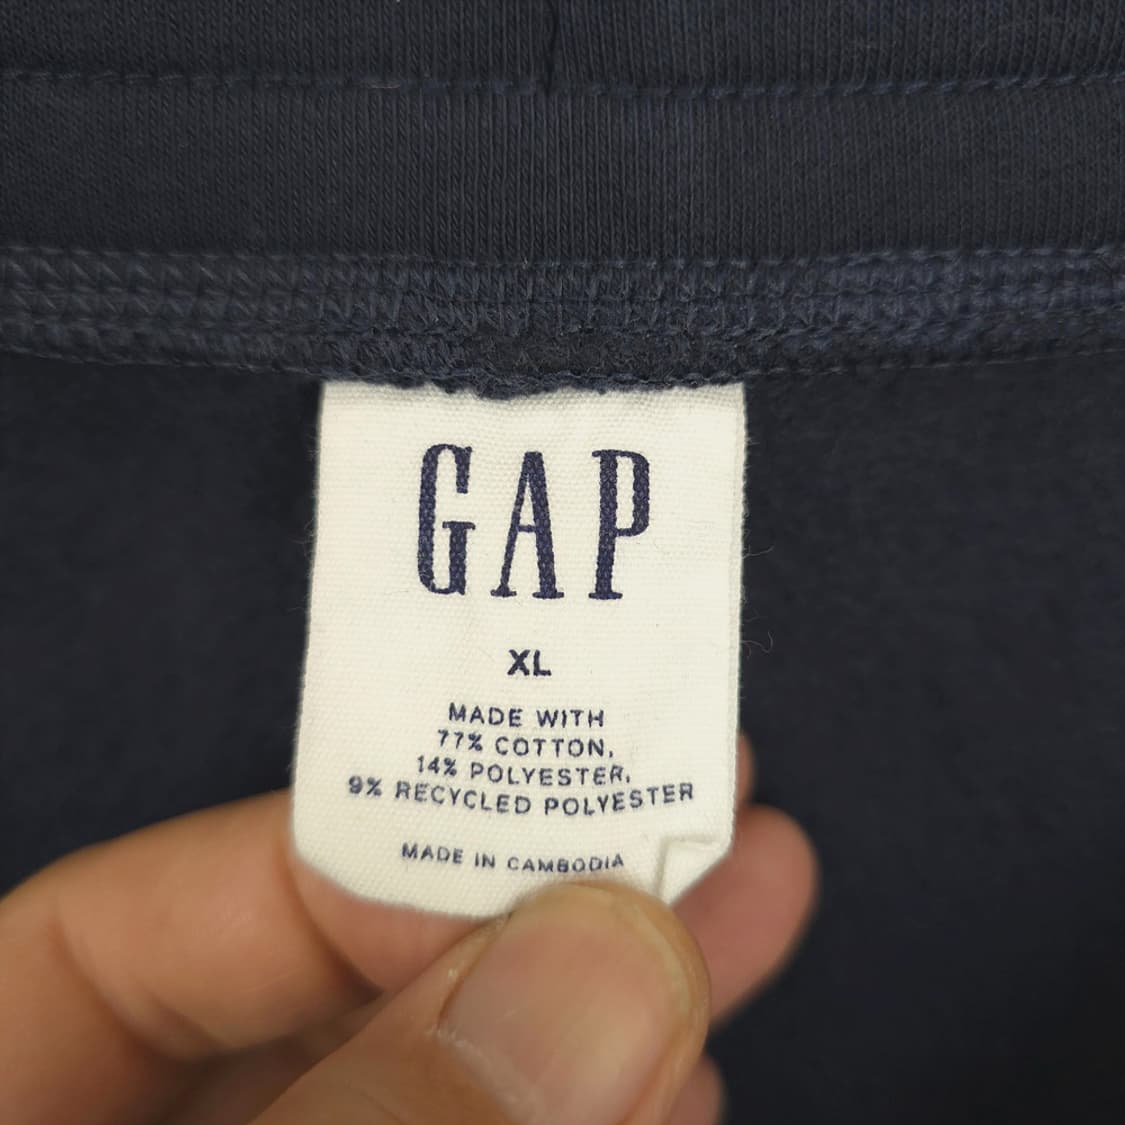 GAP
XL
MADE WITH
77% COTTON,
14% POLYESTER,
9% RECYCLED POLYESTER
MADE IN CAMBODIA